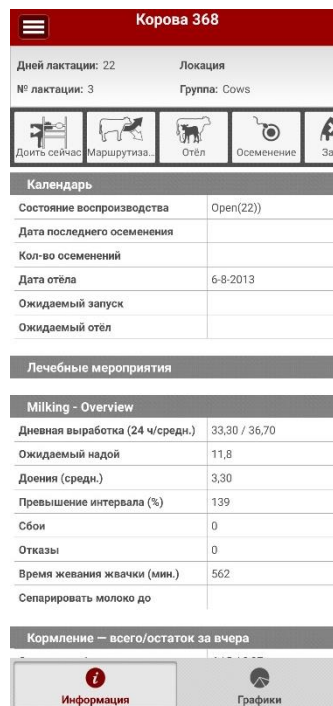 Корова 368
Дней лактации: 22 Локация
№ лактации: 3 Группа: Cows
Доить сейчас Маршрутиза... Отёл Осеменение За
Календарь
Состояние воспроизводства Open(22))
Дата последнего осеменения
Кол-во осеменений
Дата отёла 6-8-2013
Ожидаемый запуск
Ожидаемый отёл
Лечебные мероприятия
Milking - Overview
Дневная выработка (24 ч/средн.) 33,30 / 36,70
Ожидаемый надой 11,8
Доения (средн.) 3,30
Превышение интервала (%) 139
Сбои 0
Отказы 0
Время жевания жвачки (мин.) 562
Сепарировать молоко до
Кормление — всего/остаток за вчера
Информация Графики